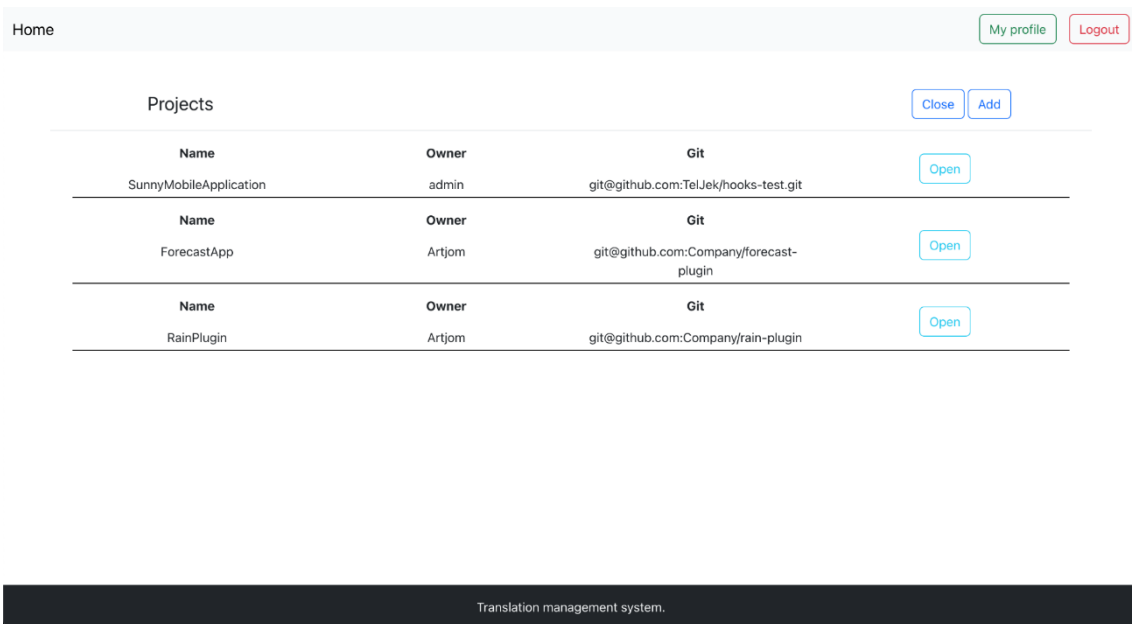 Home My profile Logout
Projects Close Add
Name Owner Git
Open
SunnyMobileApplication admin git@github.com:TelJek/hooks-test.git
Name Owner Git
Open
ForecastApp Artjom git@github.com:Company/forecast-
plugin
Name Owner Git
Open
RainPlugin Artjom git@github.com:Company/rain-plugin
Translation management system.